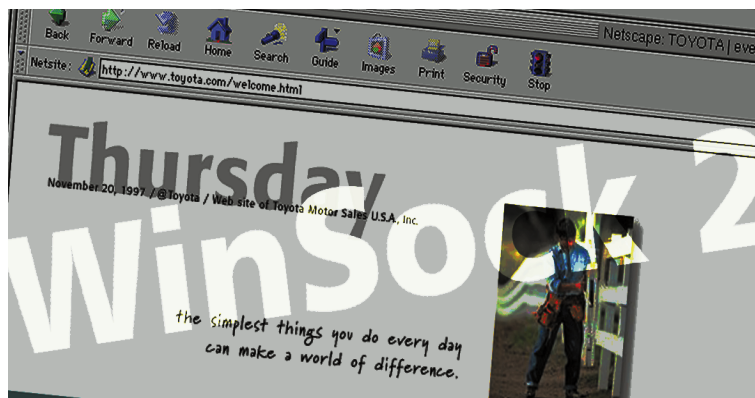 Netscape: TOYOTA | eve
Back Forward Reload Home Search Guide Images Print Security Stop
Netsite: http://www.toyota.com/welcome.html
Thursday
November 20, 1997 / @Toyota / Web site of Toyota Motor Sales U.S.A., Inc.
WinSock 2
the simplest things you do every day
can make a world of difference.